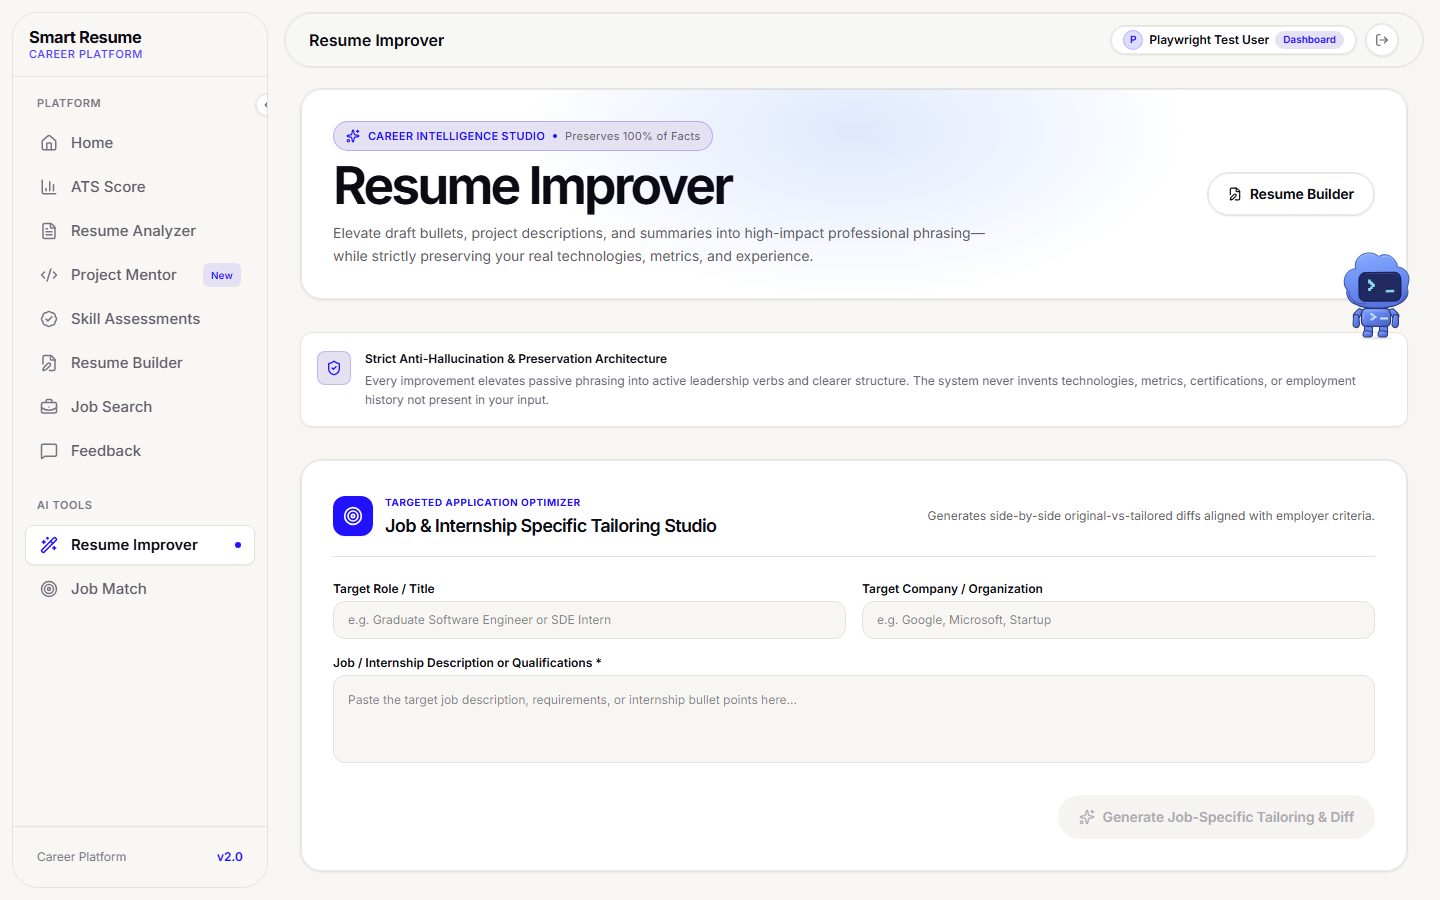 Smart Resume
CAREER PLATFORM
PLATFORM
Home
ATS Score
Resume Analyzer
Project Mentor New
Skill Assessments
Resume Builder
Job Search
Feedback
AI TOOLS
Resume Improver
Job Match
Career Platform v2.0
Resume Improver
P Playwright Test User Dashboard
CAREER INTELLIGENCE STUDIO • Preserves 100% of Facts
Resume Improver
Elevate draft bullets, project descriptions, and summaries into high-impact professional phrasing—
while strictly preserving your real technologies, metrics, and experience.
Resume Builder
Strict Anti-Hallucination & Preservation Architecture
Every improvement elevates passive phrasing into active leadership verbs and clearer structure. The system never invents technologies, metrics, certifications, or employment
history not present in your input.
TARGETED APPLICATION OPTIMIZER
Job & Internship Specific Tailoring Studio
Generates side-by-side original-vs-tailored diffs aligned with employer criteria.
Target Role / Title
e.g. Graduate Software Engineer or SDE Intern
Target Company / Organization
e.g. Google, Microsoft, Startup
Job / Internship Description or Qualifications *
Paste the target job description, requirements, or internship bullet points here...
Generate Job-Specific Tailoring & Diff